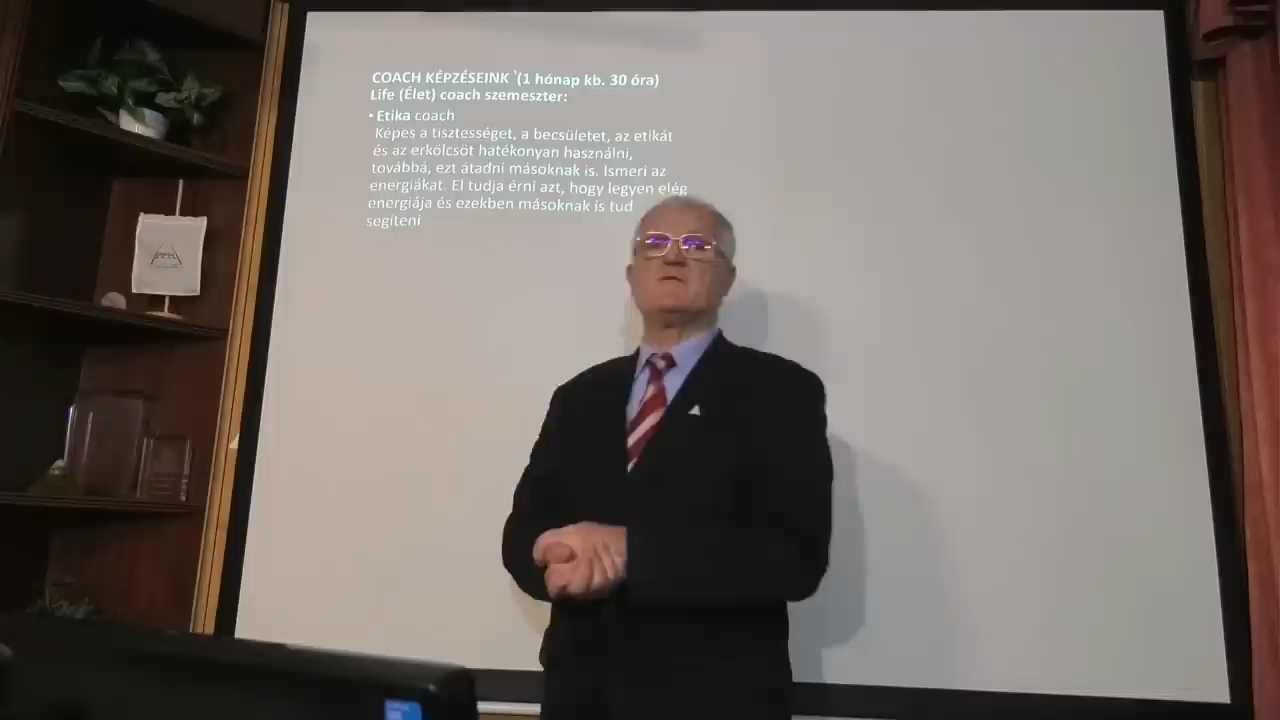 COACH KÉPZÉSEINK '(1 hónap kb. 30 óra)
Life (Élet) coach szemeszter:
• Etika coach
Képes a tisztességet, a becsületet, az etikát
és az erkölcsöt hatékonyan használni,
továbbá, ezt átadni másoknak is. Ismeri az
energiákat. El tudja érni azt, hogy legyen elég
energiája és ezekben másoknak is tud
segíteni